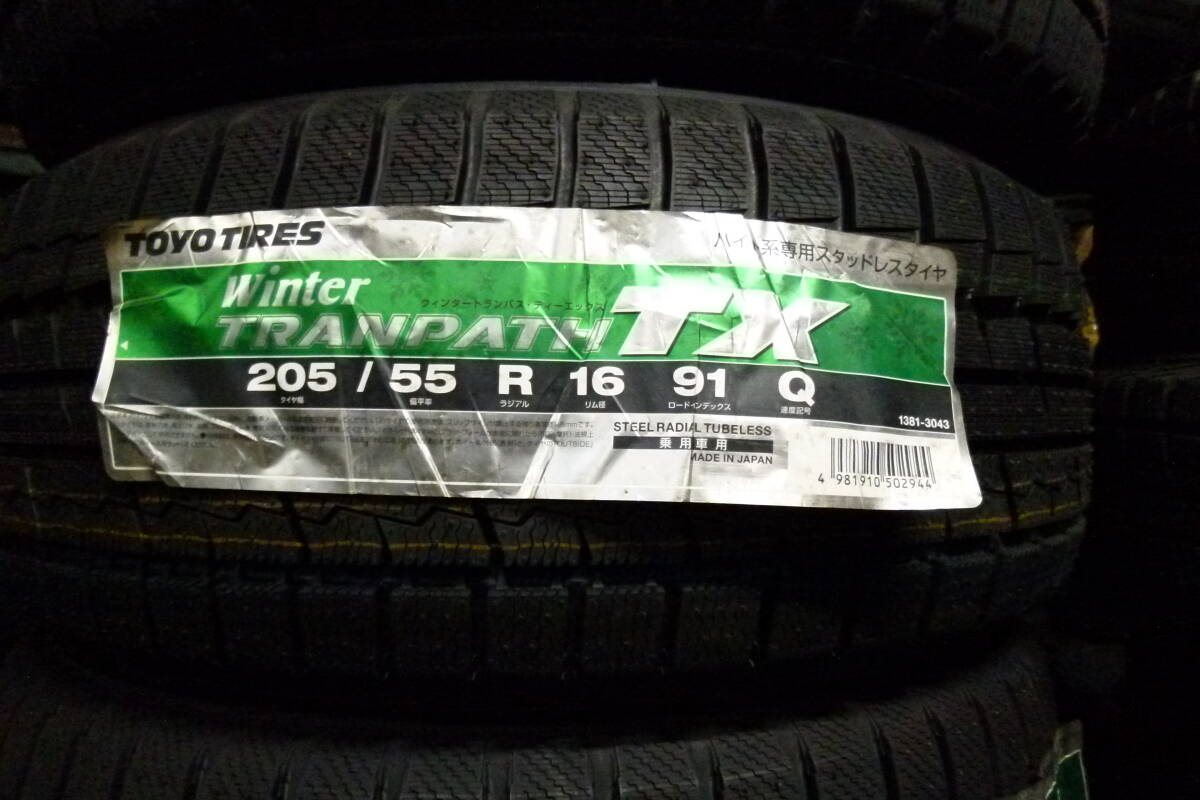 TOYO TIRES
ハイト系専用スタッドレスタイヤ
Winter
ウィンタートランパス・ティーエックス
TRANPATH TX
205 / 55 R 16 91 Q
タイヤ幅 偏平率 ラジアル リム径 ロードインデックス 速度記号
1381-3043
STEEL RADIAL TUBELESS
乗用車用
MADE IN JAPAN
4 981910 502944